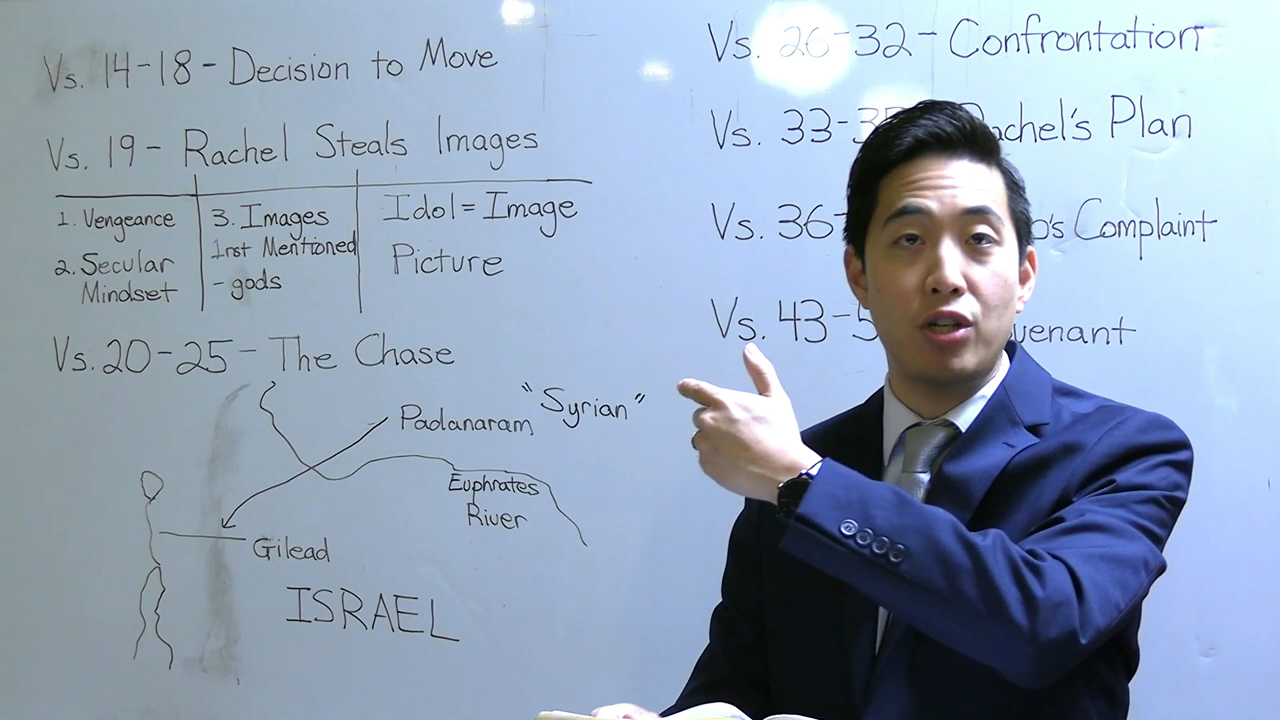 Vs. 14-18 - Decision to Move
Vs. 19 - Rachel Steals Images
1. Vengeance
2. Secular
Mindset
3. Images
1rst Mentioned
- gods
Idol = Image
Picture
Vs. 20-25 - The Chase
Padanaram "Syrian"
Euphrates
River
Gilead
ISRAEL
Vs. 26-32 - Confrontation
Vs. 33-3 achel's Plan
Vs. 36- o's Complaint
Vs. 43-5 venant